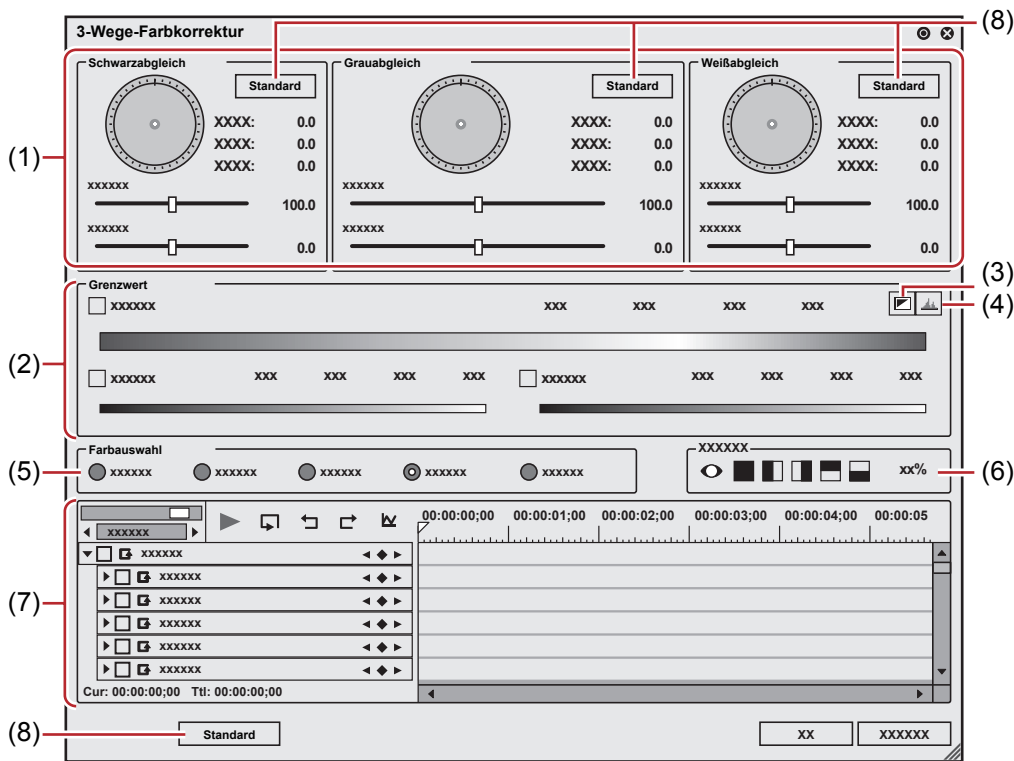 3-Wege-Farbkorrektur
(8)
(1)
Schwarzabgleich
Standard
XXXX: 0.0
XXXX: 0.0
XXXX: 0.0
xxxxxx
100.0
xxxxxx
0.0
Grauabgleich
Standard
XXXX: 0.0
XXXX: 0.0
XXXX: 0.0
xxxxxx
100.0
xxxxxx
0.0
Weißabgleich
Standard
XXXX: 0.0
XXXX: 0.0
XXXX: 0.0
xxxxxx
100.0
xxxxxx
0.0
(2)
Grenzwert
xxxxxx xxx xxx xxx xxx
(3)
(4)
xxxxxx xxx xxx xxx xxx
xxxxxx xxx xxx xxx xxx
(5)
Farbauswahl
xxxxxx xxxxxx xxxxxx xxxxxx xxxxxx
XXXXXX
xx%
(6)
(7)
xxxxxx
00:00:00;00 00:00:01;00 00:00:02;00 00:00:03;00 00:00:04;00 00:00:05
xxxxxx
xxxxxx
xxxxxx
xxxxxx
xxxxxx
xxxxxx
Cur: 00:00:00;00 Ttl: 00:00:00;00
(8)
Standard
XX
XXXXXX